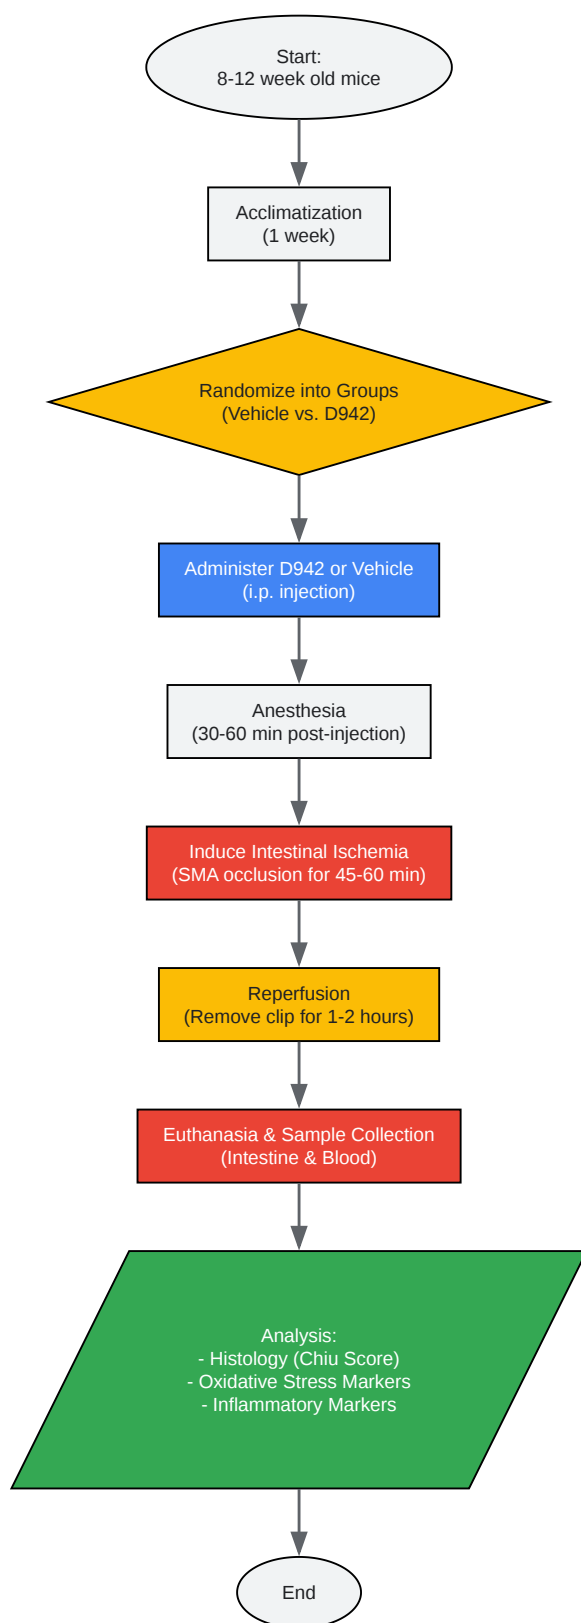 Start:
8-12 week old mice
Acclimatization
(1 week)
Randomize into Groups
(Vehicle vs. D942)
Administer D942 or Vehicle
(i.p. injection)
Anesthesia
(30-60 min post-injection)
Induce Intestinal Ischemia
(SMA occlusion for 45-60 min)
Reperfusion
(Remove clip for 1-2 hours)
Euthanasia & Sample Collection
(Intestine & Blood)
Analysis:
- Histology (Chiu Score)
- Oxidative Stress Markers
- Inflammatory Markers
End